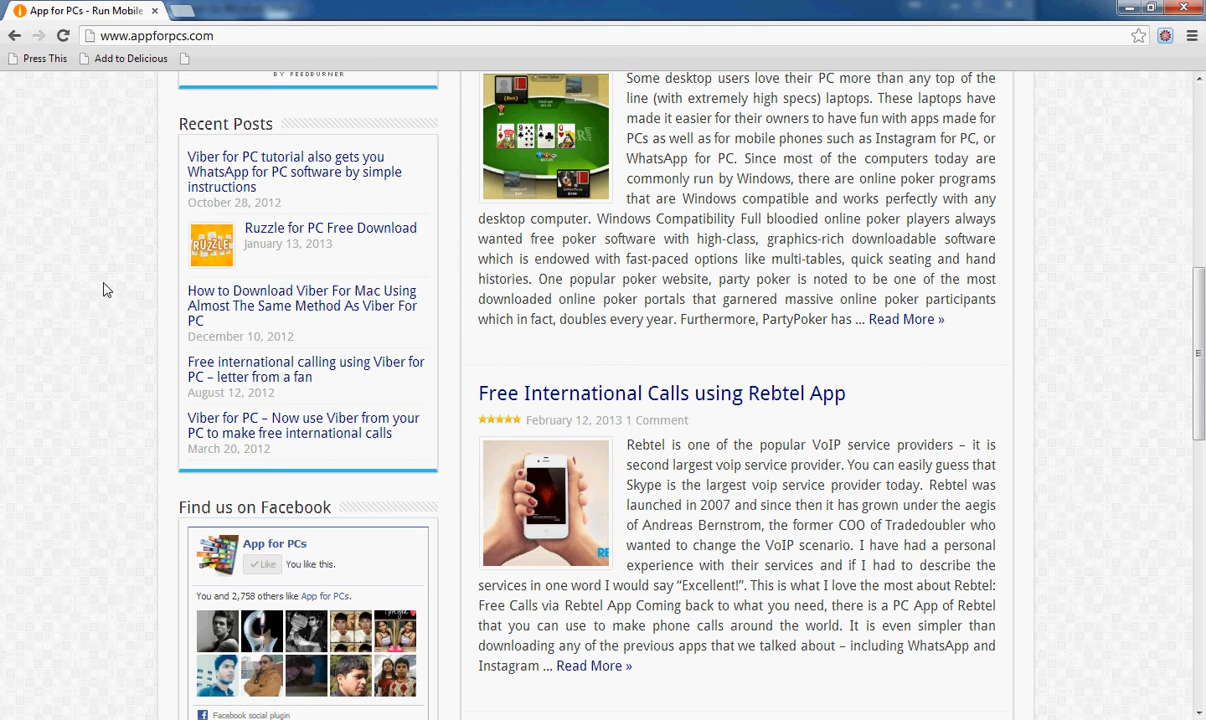 App for PCs - Run Mobile
www.appforpcs.com
Press This
Add to Delicious
BY FEEDBURNER
Recent Posts
Viber for PC tutorial also gets you
WhatsApp for PC software by simple
instructions
October 28, 2012
RUZZLE
Ruzzle for PC Free Download
January 13, 2013
How to Download Viber For Mac Using
Almost The Same Method As Viber For
PC
December 10, 2012
Free international calling using Viber for
PC – letter from a fan
August 12, 2012
Viber for PC – Now use Viber from your
PC to make free international calls
March 20, 2012
Find us on Facebook
App for PCs
Like You like this.
You and 2,758 others like App for PCs.
Facebook social plugin
Some desktop users love their PC more than any top of the
line (with extremely high specs) laptops. These laptops have
made it easier for their owners to have fun with apps made for
PCs as well as for mobile phones such as Instagram for PC, or
WhatsApp for PC. Since most of the computers today are
commonly run by Windows, there are online poker programs
that are Windows compatible and works perfectly with any
desktop computer. Windows Compatibility Full bloodied online poker players always
wanted free poker software with high-class, graphics-rich downloadable software
which is endowed with fast-paced options like multi-tables, quick seating and hand
histories. One popular poker website, party poker is noted to be one of the most
downloaded online poker portals that garnered massive online poker participants
which in fact, doubles every year. Furthermore, PartyPoker has ... Read More »
Free International Calls using Rebtel App
February 12, 2013 1 Comment
Rebtel is one of the popular VoIP service providers – it is
second largest voip service provider. You can easily guess that
Skype is the largest voip service provider today. Rebtel was
launched in 2007 and since then it has grown under the aegis
of Andreas Bernstrom, the former COO of Tradedoubler who
wanted to change the VoIP scenario. I have had a personal
experience with their services and if I had to describe the
services in one word I would say “Excellent!”. This is what I love the most about Rebtel:
Free Calls via Rebtel App Coming back to what you need, there is a PC App of Rebtel
that you can use to make phone calls around the world. It is even simpler than
downloading any of the previous apps that we talked about – including WhatsApp and
Instagram ... Read More »